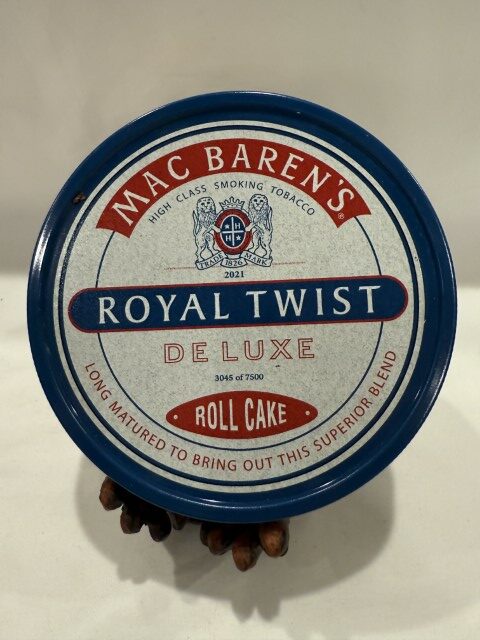 MAC BAREN'S®
HIGH CLASS SMOKING TOBACCO
H H
TRADE 1826 MARK
2021
ROYAL TWIST
DE LUXE
3045 of 7500
ROLL CAKE
LONG MATURED TO BRING OUT THIS SUPERIOR BLEND